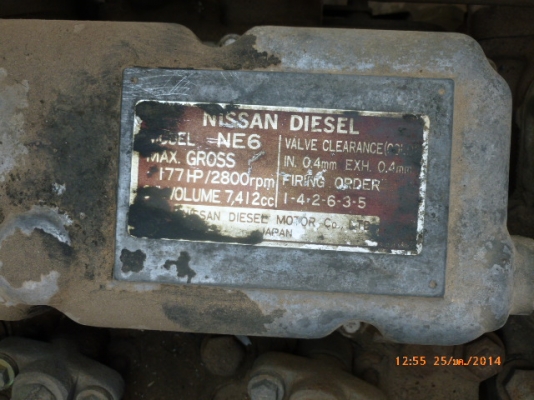 NISSAN DIESEL
MODEL NE6
MAX. GROSS
177HP/2800rpm
VOLUME 7,412cc
VALVE CLEARANCE(COLD)
IN. 0.4mm EXH. 0.4mm
FIRING ORDER
1-4-2-6-3-5
NISSAN DIESEL MOTOR Co., LTD.
JAPAN
12:55 25/ม.ค./2014